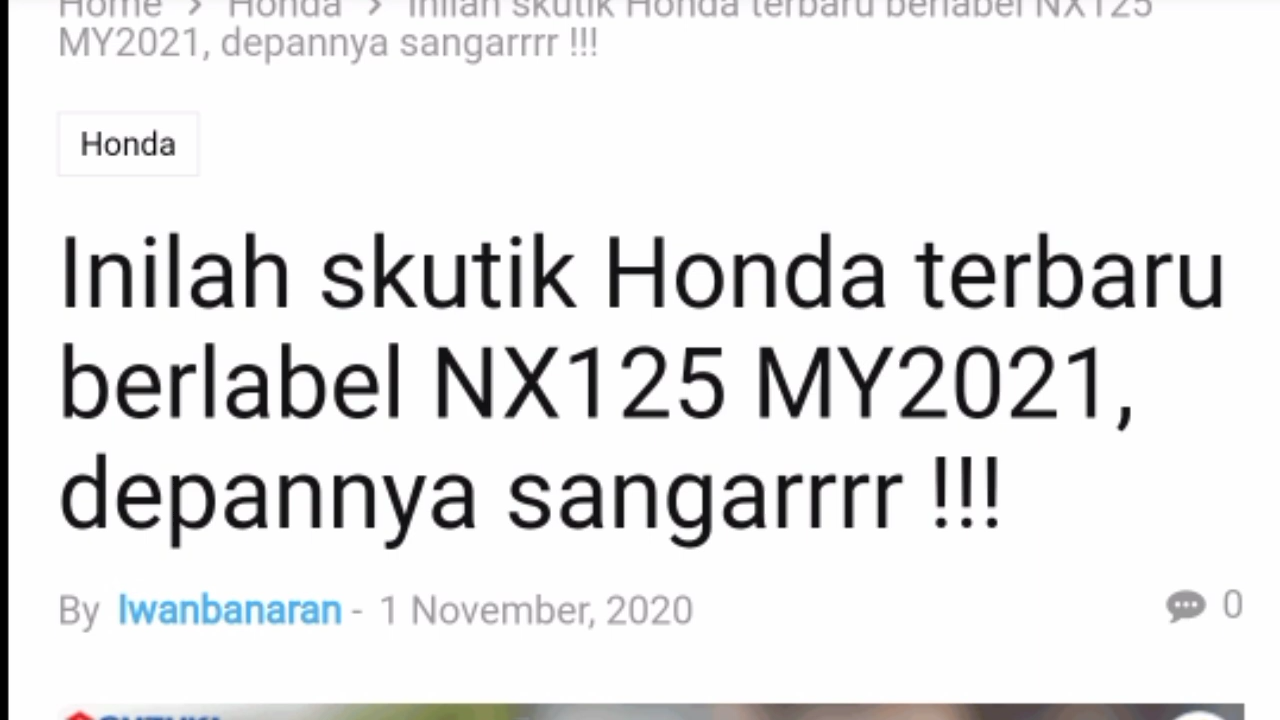 Home > Honda > Inilah skutik Honda terbaru berlabel NX125
MY2021, depannya sangarrrr !!!
Honda
Inilah skutik Honda terbaru
berlabel NX125 MY2021,
depannya sangarrrr !!!
By Iwanbanaran - 1 November, 2020
0